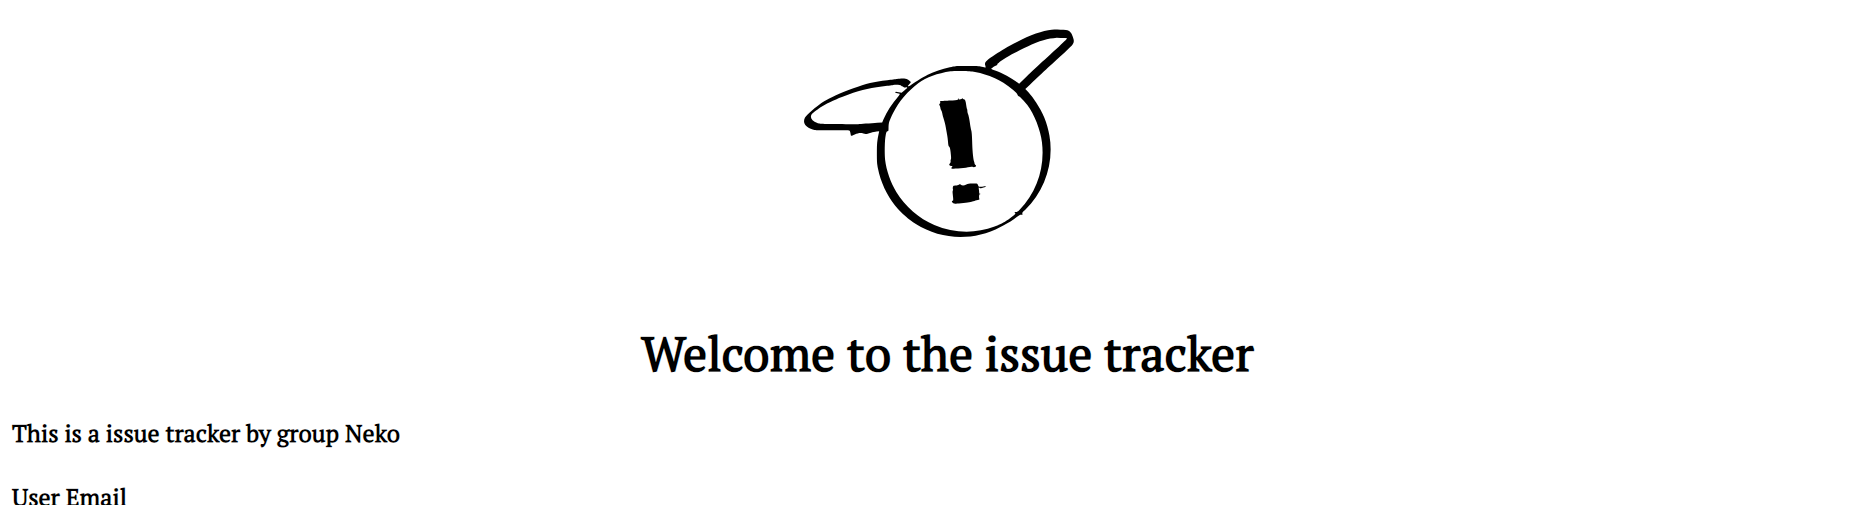 !
Welcome to the issue tracker
This is a issue tracker by group Neko
User Email